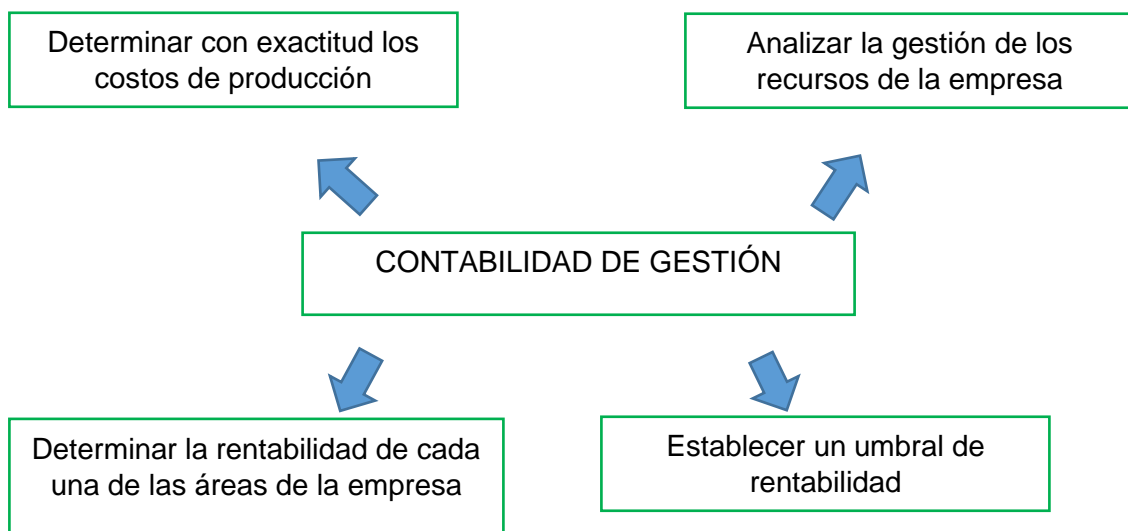 Determinar con exactitud los
costos de producción
Analizar la gestión de los
recursos de la empresa
CONTABILIDAD DE GESTIÓN
Determinar la rentabilidad de cada
una de las áreas de la empresa
Establecer un umbral de
rentabilidad